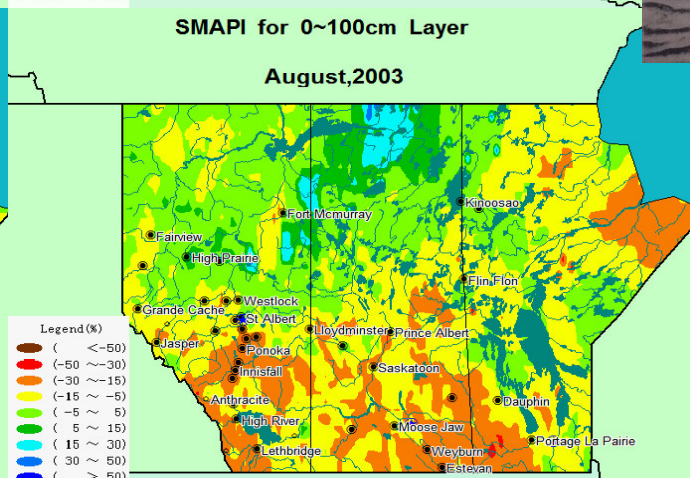 SMAPI for 0~100cm Layer
August,2003
Kinoosao
Fort Mcmurray
Fairview
High Prairie
Flin Flon
Westlock
Grande Cache
St Albert
Lloydminster
Prince Albert
Jasper
Ponoka
Innisfall
Saskatoon
Anthracite
Dauphin
High River
Moose Jaw
Portage La Pairie
Lethbridge
Weyburn
Estevan
Legend(%)
( <-50)
(-50 ~-30)
(-30 ~-15)
(-15 ~ -5)
( -5 ~ 5)
( 5 ~ 15)
( 15 ~ 30)
( 30 ~ 50)
( > 50)